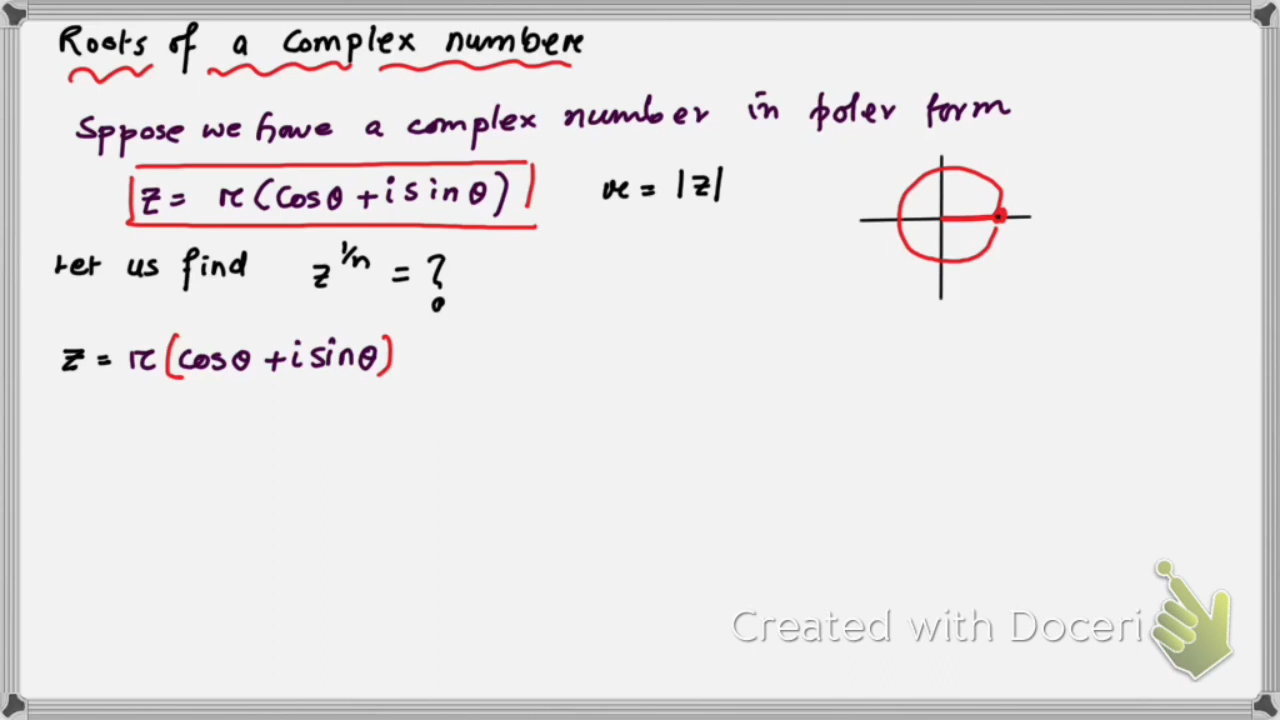 Roots of a complex number
Sppose we have a complex number in poler form
z = r(cosθ + i sin θ) r = |z|
Let us find z^1/n = ?
z = r(cosθ + i sinθ)
Created with Doceri